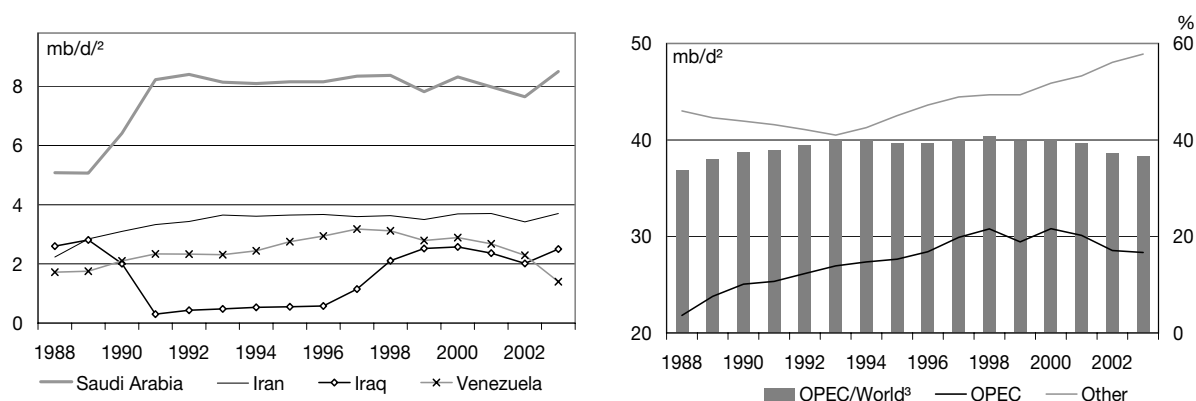 mb/d/²
8
6
4
2
0
1988 1990 1992 1994 1996 1998 2000 2002
Saudi Arabia Iran Iraq Venezuela
%
50 60
mb/d²
40 40
30 20
20 0
1988 1990 1992 1994 1996 1998 2000 2002
OPEC/World³ OPEC Other